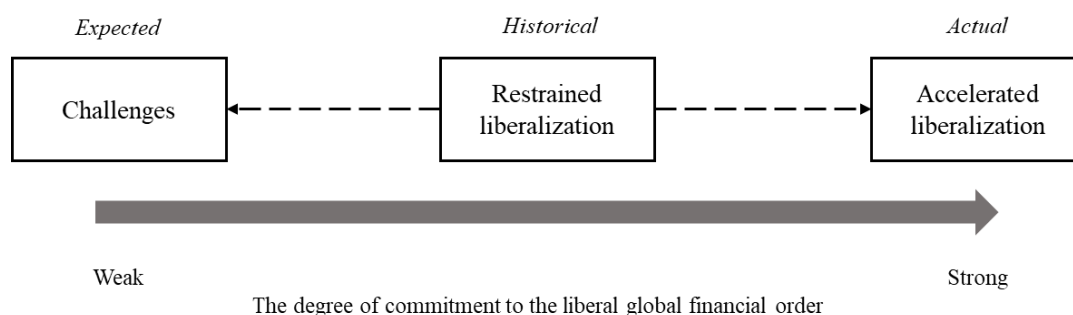 Expected
Historical
Actual
Challenges
Restrained
liberalization
Accelerated
liberalization
Weak
Strong
The degree of commitment to the liberal global financial order